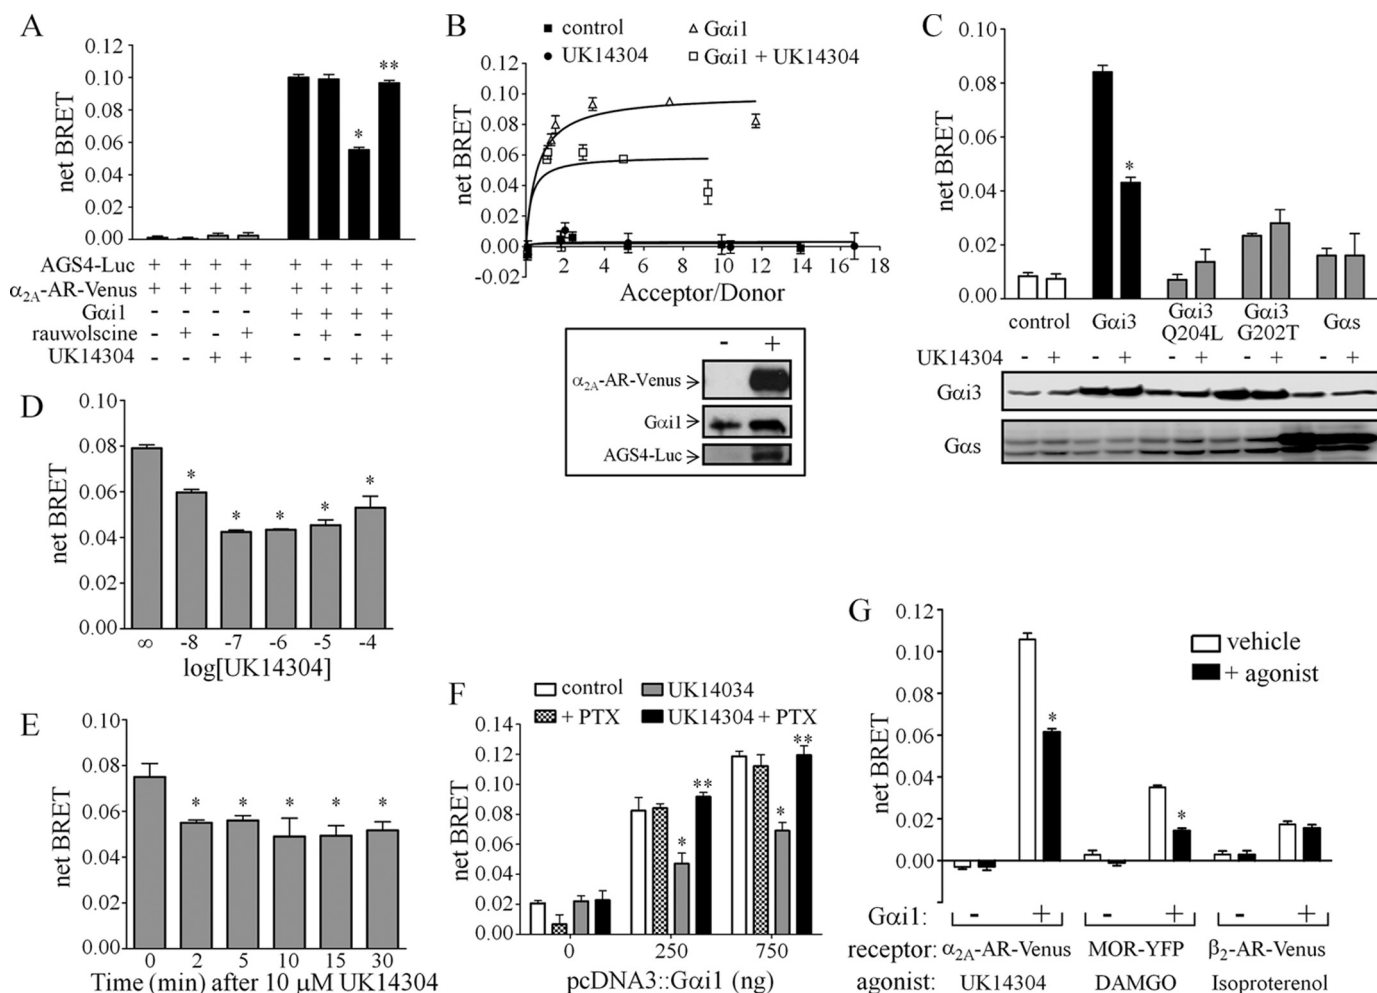 A
net BRET
0.12
0.10
0.08
0.06
0.04
0.02
0.00
*
**
AGS4-Luc + + + + + + + +
α2A-AR-Venus + + + + + + + +
Gαi1 - - - - + + + +
rauwolscine - + - + - + - +
UK14304 - - + + - - + +
B
■ control △ Gαi1
● UK14304 □ Gαi1 + UK14304
net BRET
0.12
0.10
0.08
0.06
0.04
0.02
0.00
-0.02
2 4 6 8 10 12 14 16 18
Acceptor/Donor
- +
α2A-AR-Venus
Gαi1
AGS4-Luc
C
net BRET
0.10
0.08
0.06
0.04
0.02
0.00
*
control Gαi3 Gαi3 Q204L Gαi3 G202T Gαs
UK14304 - + - + - + - + - +
Gαi3
Gαs
D
net BRET
0.10
0.08
0.06
0.04
0.02
0.00
* * * * *
∞ -8 -7 -6 -5 -4
log[UK14304]
E
net BRET
0.10
0.08
0.06
0.04
0.02
0.00
* * * * *
0 2 5 10 15 30
Time (min) after 10 μM UK14304
F
control UK14034
+ PTX UK14304 + PTX
net BRET
0.14
0.12
0.10
0.08
0.06
0.04
0.02
0.00
* ** * **
0 250 750
pcDNA3::Gαi1 (ng)
G
net BRET
0.12
0.10
0.08
0.06
0.04
0.02
0.00
vehicle
+ agonist
* *
Gαi1: - + - + - +
receptor: α2A-AR-Venus MOR-YFP β2-AR-Venus
agonist: UK14304 DAMGO Isoproterenol